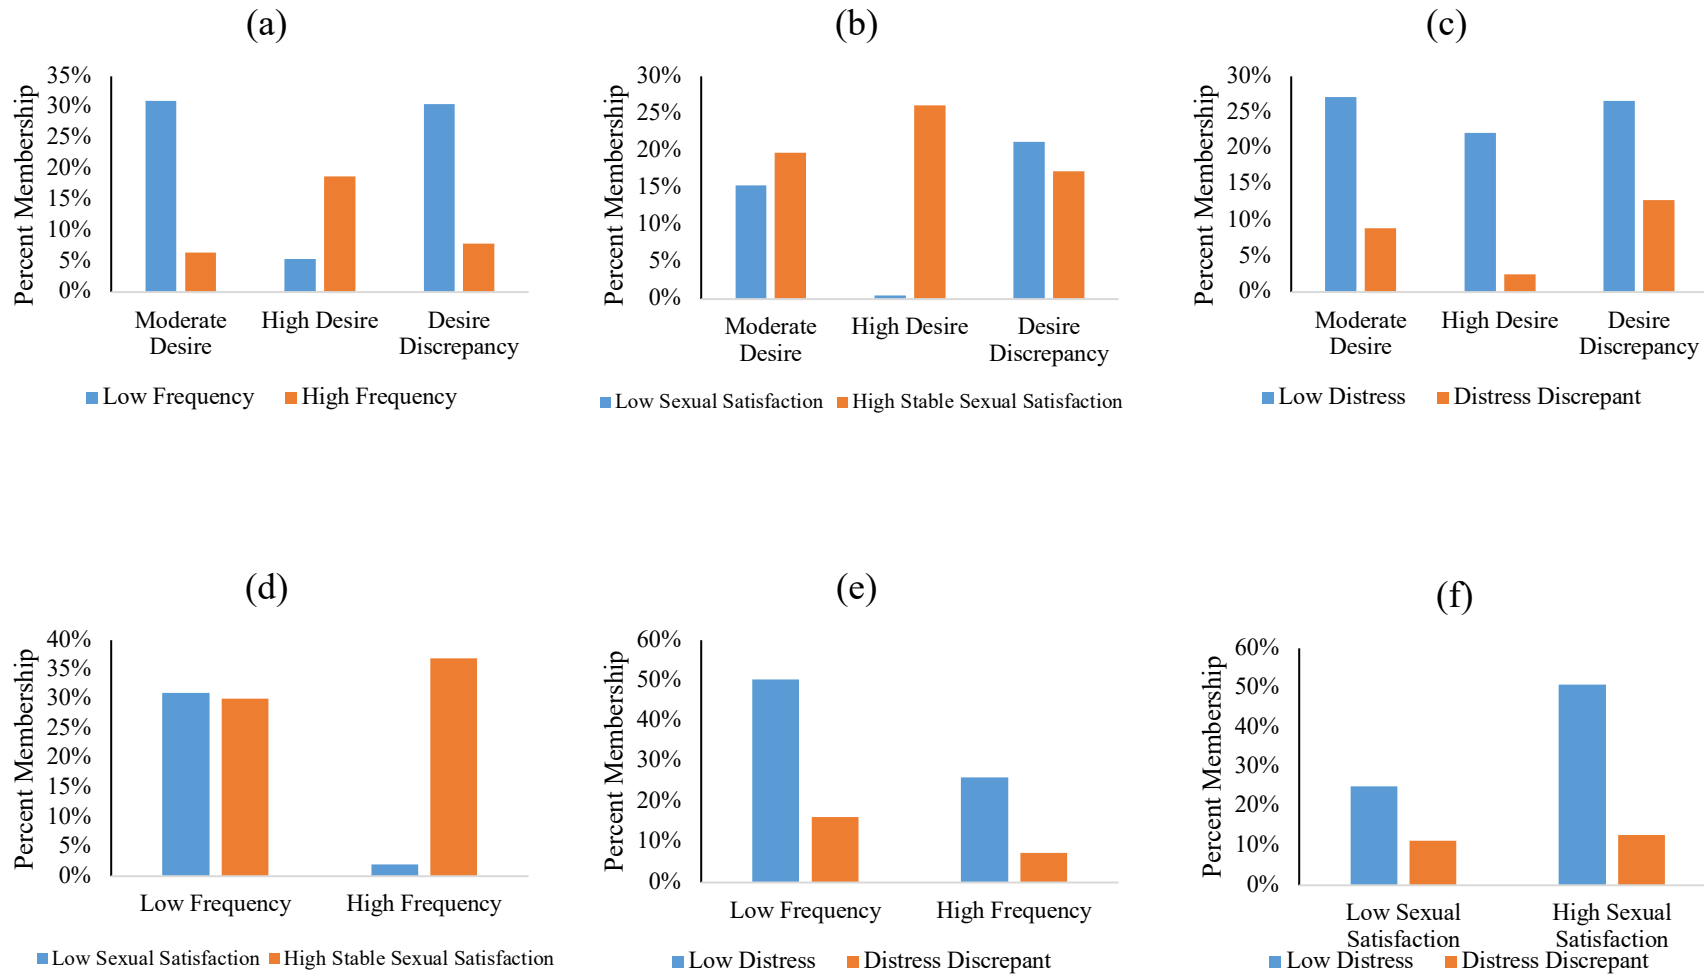 (a)
35%
30%
25%
20%
15%
10%
5%
0%
Percent Membership
Moderate
Desire
High Desire
Desire
Discrepancy
Low Frequency
High Frequency
(b)
30%
25%
20%
15%
10%
5%
0%
Percent Membership
Moderate
Desire
High Desire
Desire
Discrepancy
Low Sexual Satisfaction
High Stable Sexual Satisfaction
(c)
30%
25%
20%
15%
10%
5%
0%
Percent Membership
Moderate
Desire
High Desire
Desire
Discrepancy
Low Distress
Distress Discrepant
(d)
40%
35%
30%
25%
20%
15%
10%
5%
0%
Percent Membership
Low Frequency
High Frequency
Low Sexual Satisfaction
High Stable Sexual Satisfaction
(e)
60%
50%
40%
30%
20%
10%
0%
Percent Membership
Low Frequency
High Frequency
Low Distress
Distress Discrepant
(f)
60%
50%
40%
30%
20%
10%
0%
Percent Membership
Low Sexual
Satisfaction
High Sexual
Satisfaction
Low Distress
Distress Discrepant